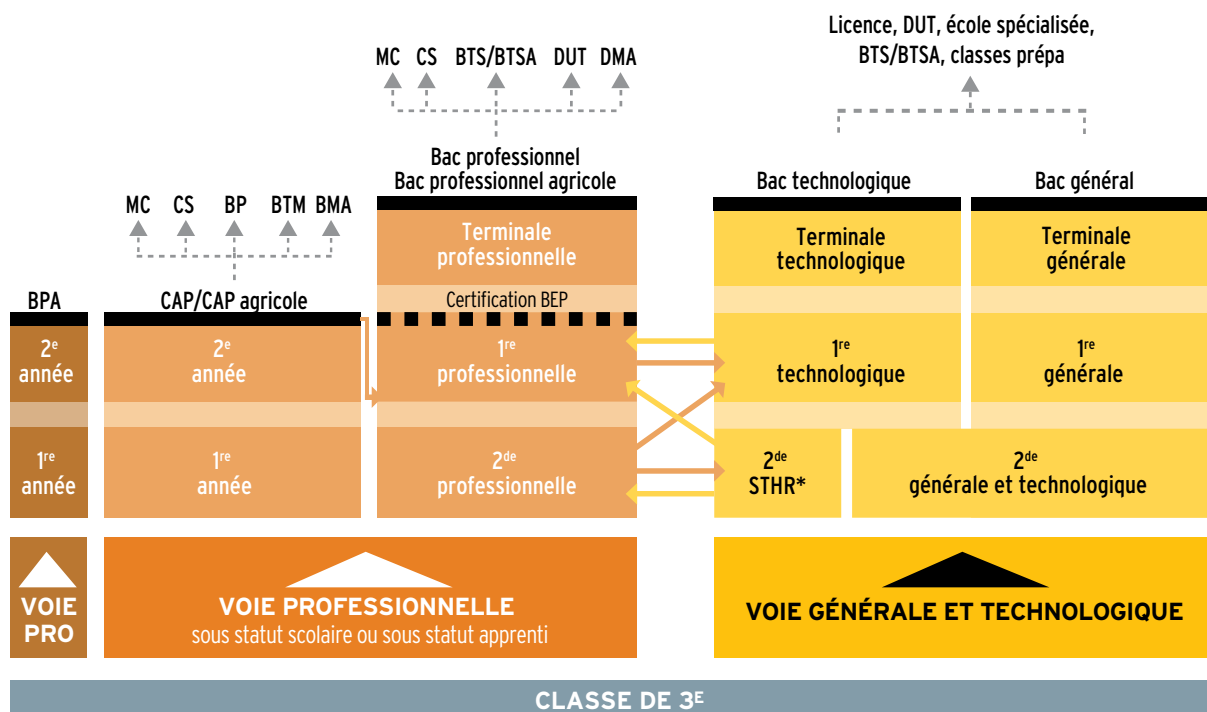 Licence, DUT, école spécialisée,
BTS/BTSA, classes prépa
MC CS BTS/BTSA DUT DMA
Bac professionnel
Bac professionnel agricole
Bac technologique
Bac général
MC CS BP BTM BMA
Terminale
professionnelle
Terminale
technologique
Terminale
générale
BPA
CAP/CAP agricole
Certification BEP
2e
année
2e
année
1re
professionnelle
1re
technologique
1re
générale
1re
année
1re
année
2de
professionnelle
2de
STHR*
2de
générale et technologique
VOIE
PRO
VOIE PROFESSIONNELLE
sous statut scolaire ou sous statut apprenti
VOIE GÉNÉRALE ET TECHNOLOGIQUE
CLASSE DE 3E